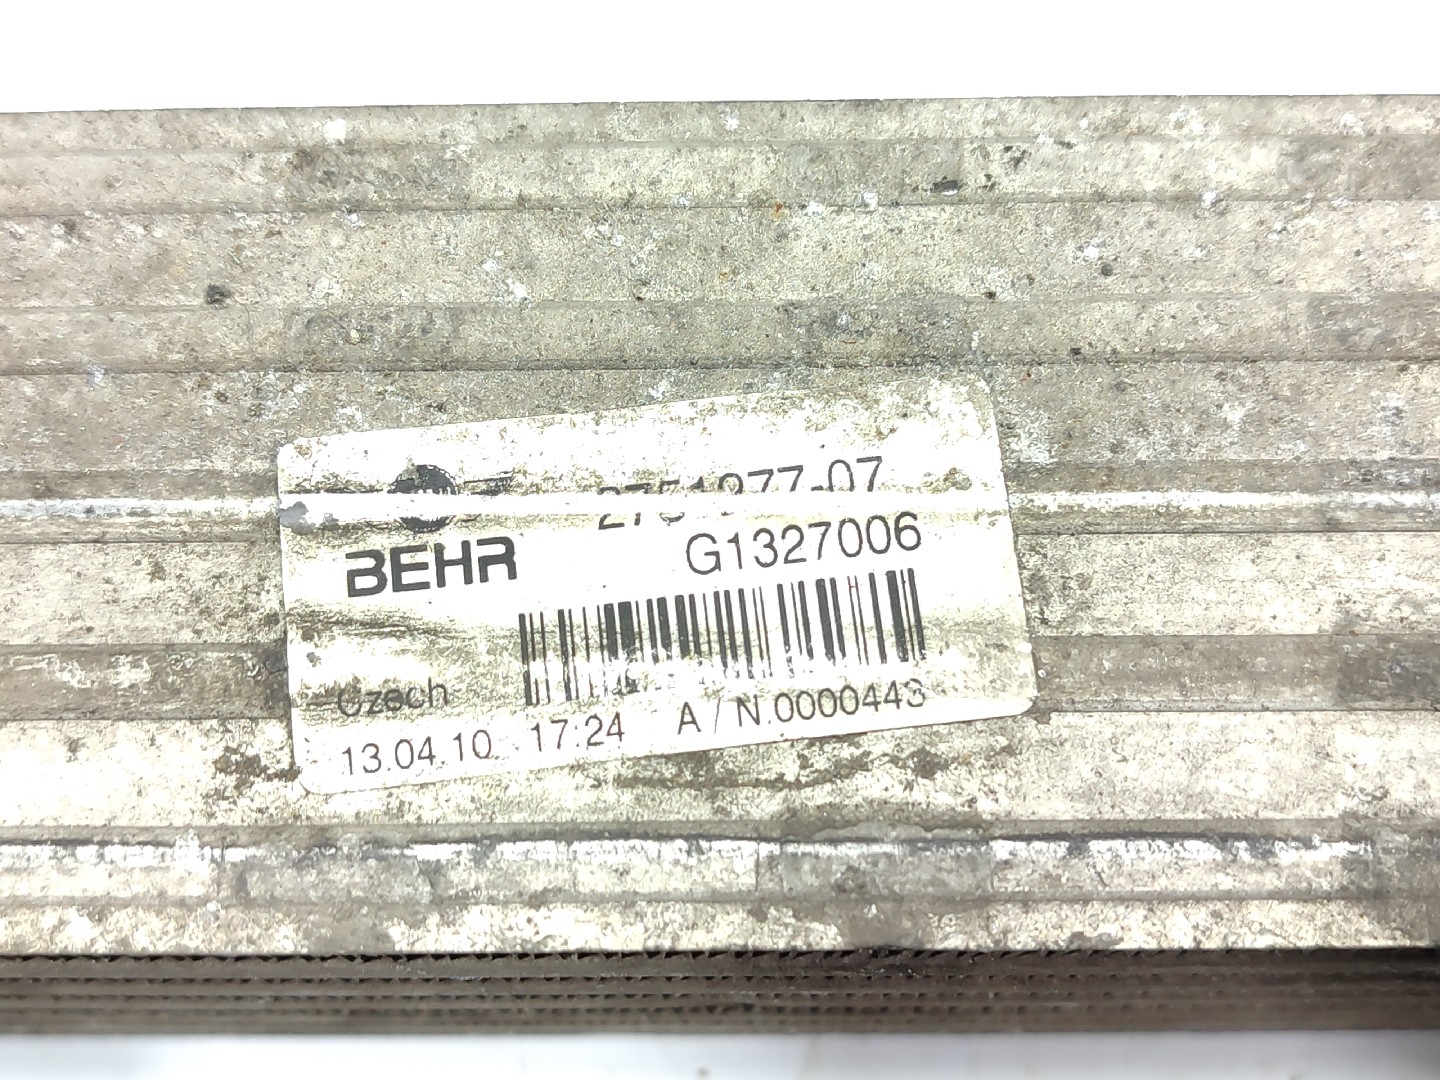 2751277-07
BEHR G1327006
Czech
13.04.10 17:24 A / N.0000443